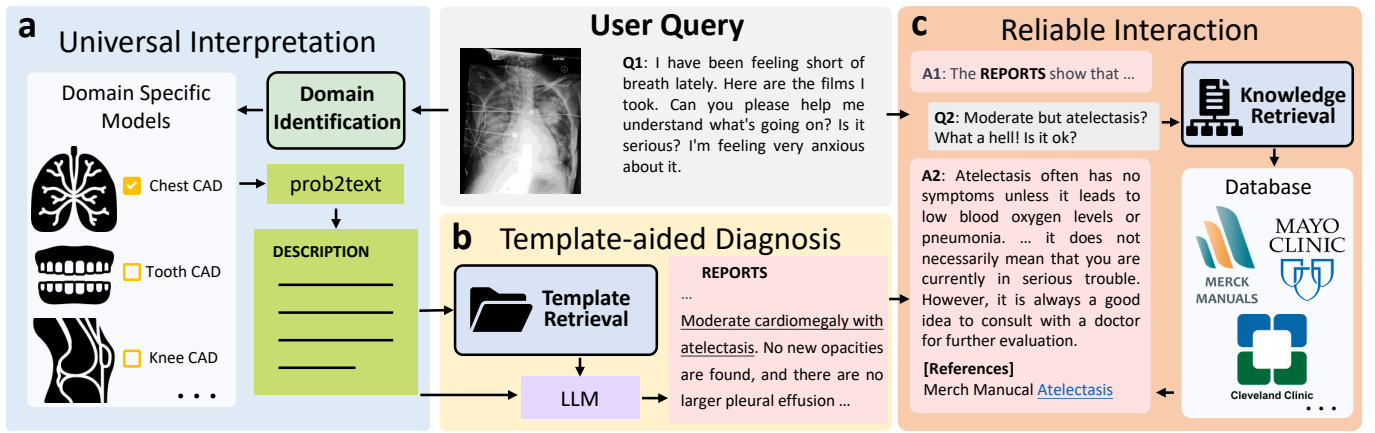 a
Universal Interpretation
Domain Specific
Models
Domain
Identification
Chest CAD
prob2text
Tooth CAD
Knee CAD
• • •
DESCRIPTION
User Query
Q1: I have been feeling short of
breath lately. Here are the films I
took. Can you please help me
understand what's going on? Is it
serious? I'm feeling very anxious
about it.
b
Template-aided Diagnosis
Template
Retrieval
LLM
REPORTS
...
Moderate cardiomegaly with
atelectasis. No new opacities
are found, and there are no
larger pleural effusion ...
c
Reliable Interaction
A1: The REPORTS show that ...
Q2: Moderate but atelectasis?
What a hell! Is it ok?
Knowledge
Retrieval
A2: Atelectasis often has no
symptoms unless it leads to
low blood oxygen levels or
pneumonia. ... it does not
necessarily mean that you are
currently in serious trouble.
However, it is always a good
idea to consult with a doctor
for further evaluation.
[References]
Merch Manucal Atelectasis
Database
MERCK
MANUALS
MAYO
CLINIC
Cleveland Clinic
• • •